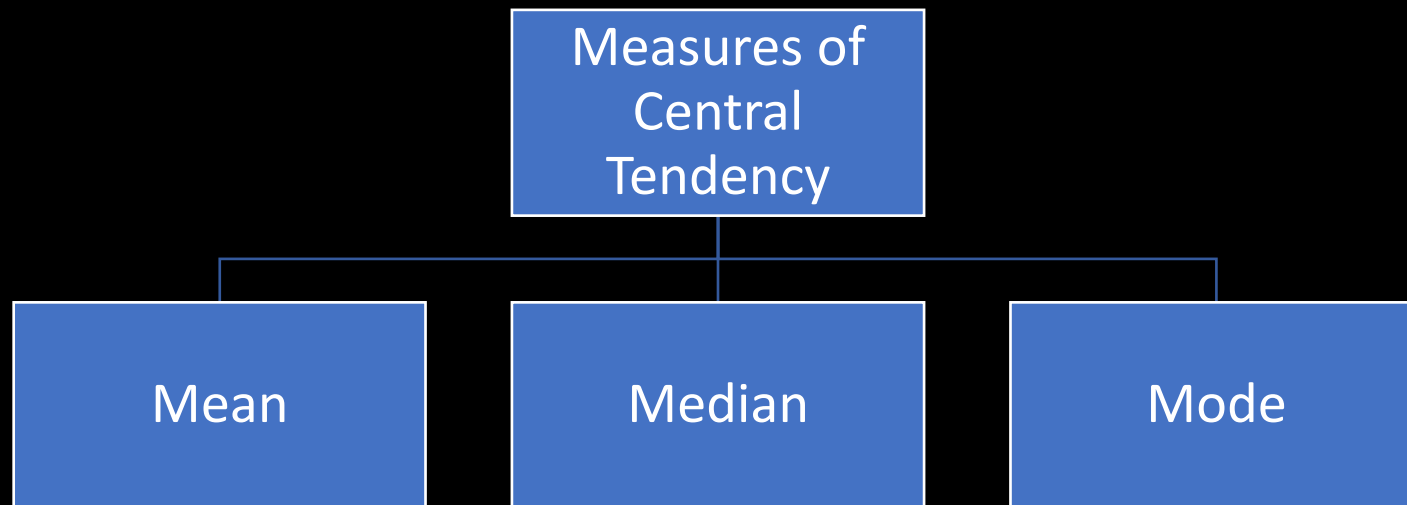 Measures of
Central
Tendency
Mean
Median
Mode